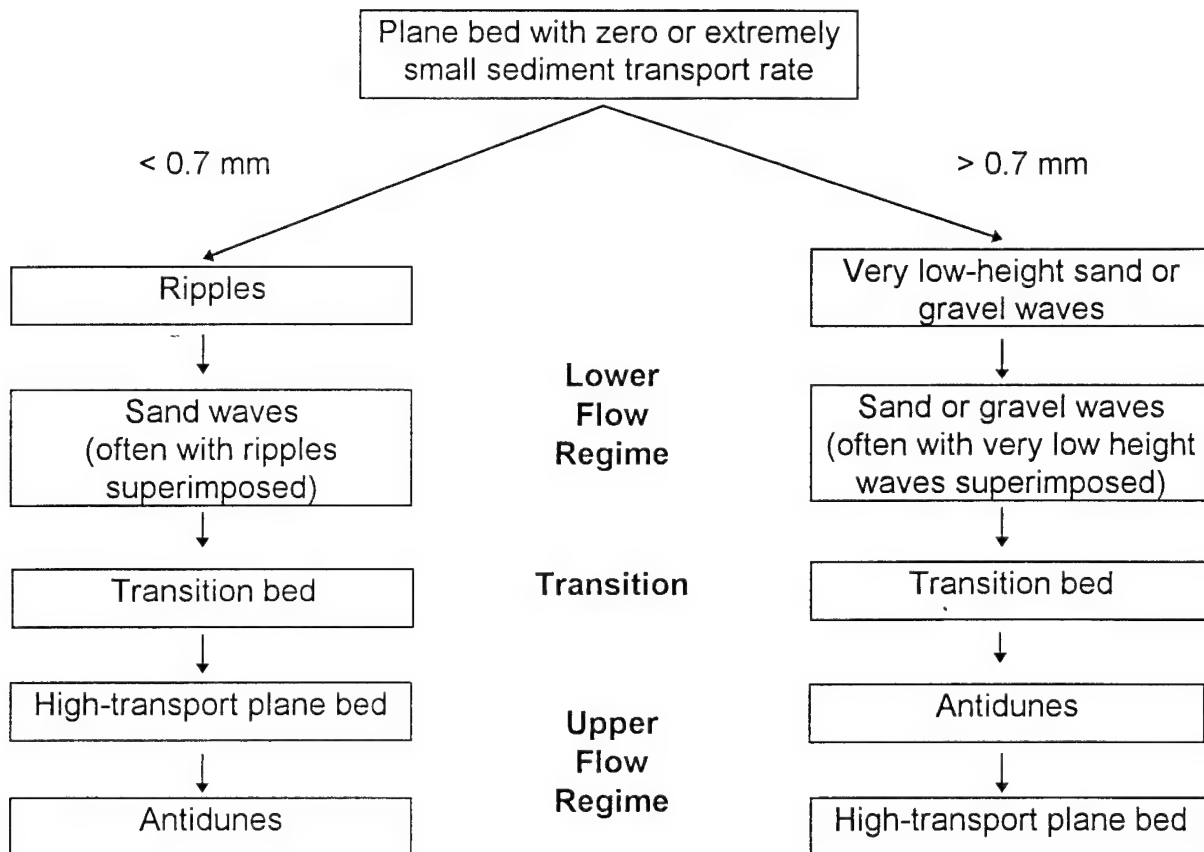 Plane bed with zero or extremely
small sediment transport rate
< 0.7 mm
> 0.7 mm
Ripples
Very low-height sand or
gravel waves
Lower
Flow
Regime
Sand waves
(often with ripples
superimposed)
Sand or gravel waves
(often with very low height
waves superimposed)
Transition bed
Transition
Transition bed
High-transport plane bed
Antidunes
Upper
Flow
Regime
Antidunes
High-transport plane bed